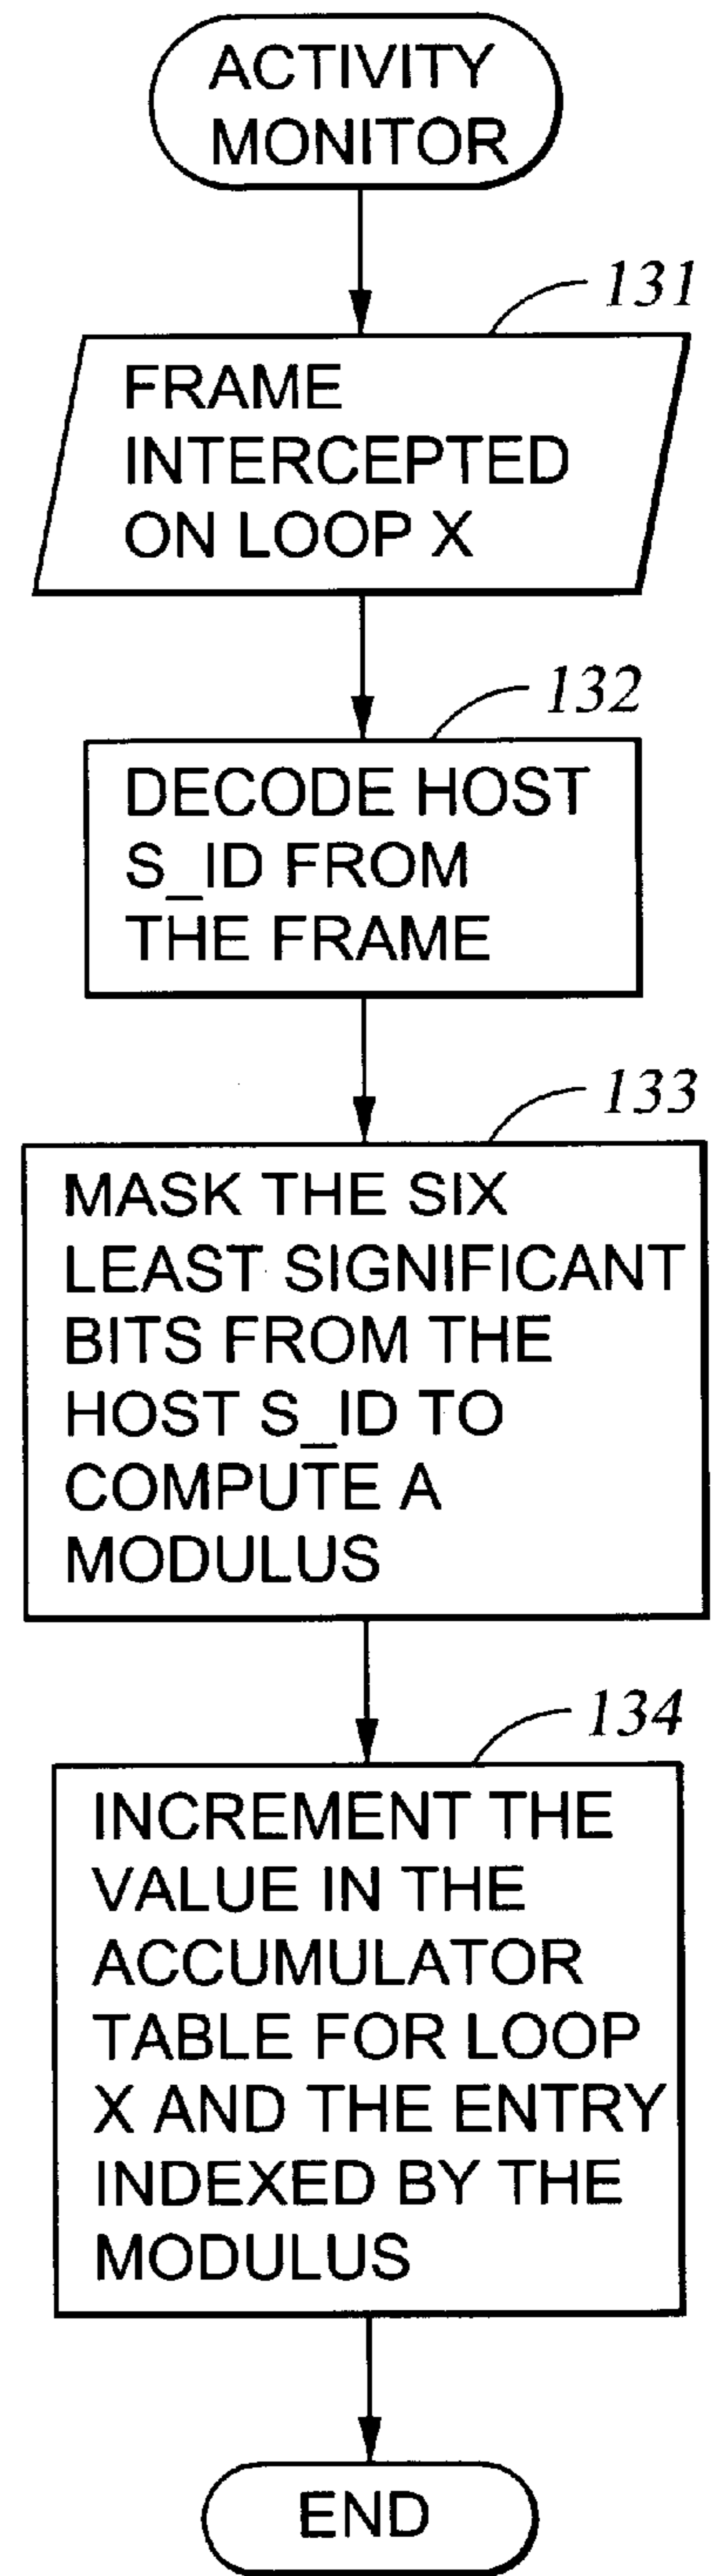 ACTIVITY
MONITOR
131
FRAME
INTERCEPTED
ON LOOP X
132
DECODE HOST
S_ID FROM
THE FRAME
133
MASK THE SIX
LEAST SIGNIFICANT
BITS FROM THE
HOST S_ID TO
COMPUTE A
MODULUS
134
INCREMENT THE
VALUE IN THE
ACCUMULATOR
TABLE FOR LOOP
X AND THE ENTRY
INDEXED BY THE
MODULUS
END